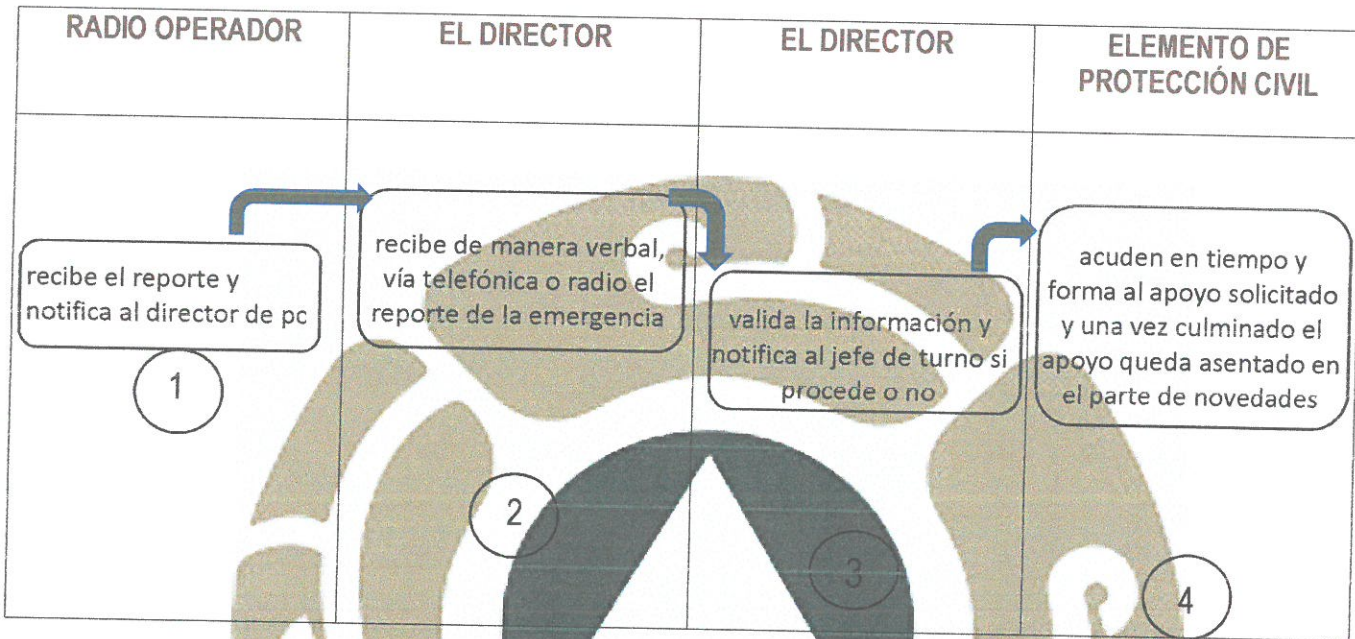 RADIO OPERADOR
EL DIRECTOR
EL DIRECTOR
ELEMENTO DE
PROTECCIÓN CIVIL
recibe el reporte y
notifica al director de pc
1
recibe de manera verbal,
vía telefónica o radio el
reporte de la emergencia
2
valida la información y
notifica al jefe de turno si
procede o no
3
acuden en tiempo y
forma al apoyo solicitado
y una vez culminado el
apoyo queda asentado en
el parte de novedades
4